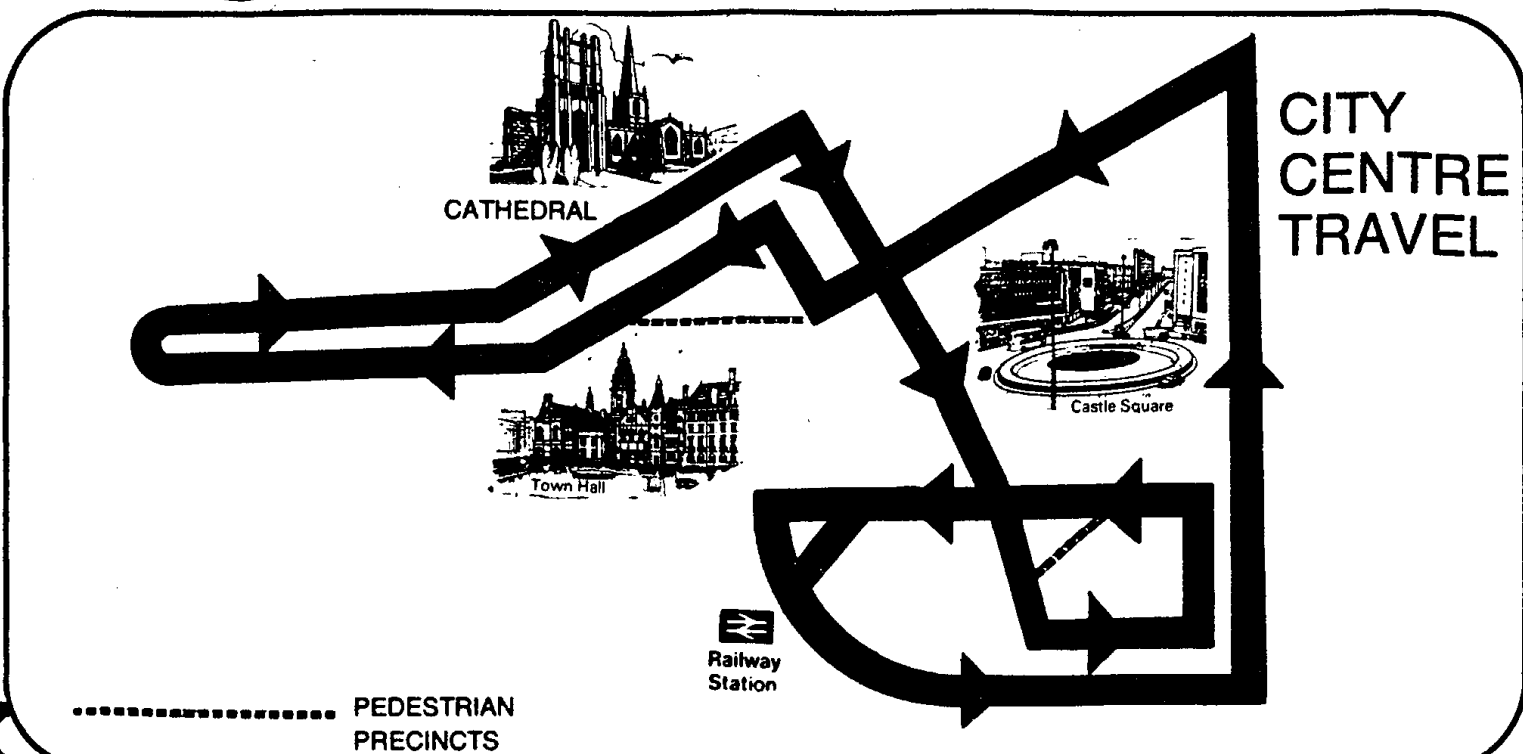 CITY
CENTRE
TRAVEL
CATHEDRAL
Castle Square
Town Hall
Railway
Station
PEDESTRIAN
PRECINCTS